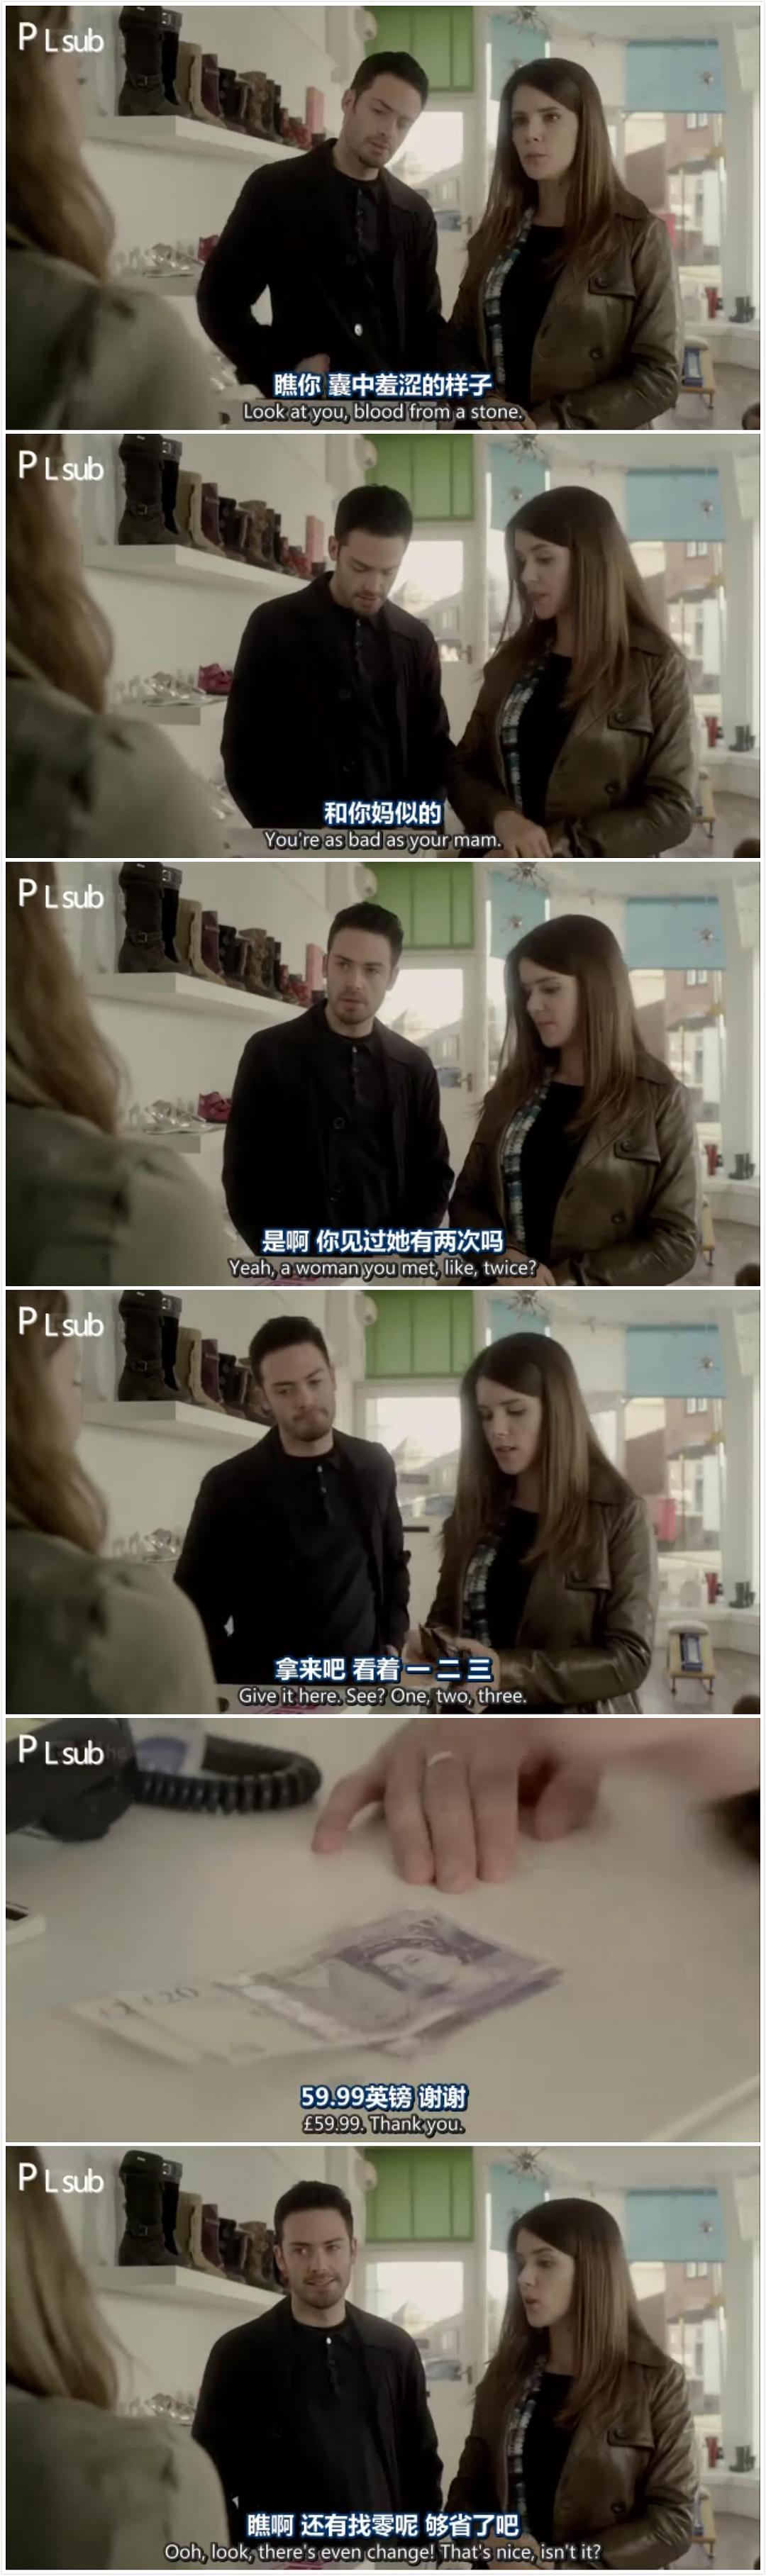 P L sub
瞧你 囊中羞涩的样子
Look at you, blood from a stone.
P L sub
和你妈似的
You're as bad as your mam.
P L sub
是啊 你见过她有两次吗
Yeah, a woman you met, like, twice?
P L sub
拿来吧 看着 一 二 三
Give it here. See? One, two, three.
P L sub
£20
59.99英镑 谢谢
£59.99. Thank you.
P L sub
瞧啊 还有找零呢 够省了吧
Ooh, look, there's even change! That's nice, isn't it?